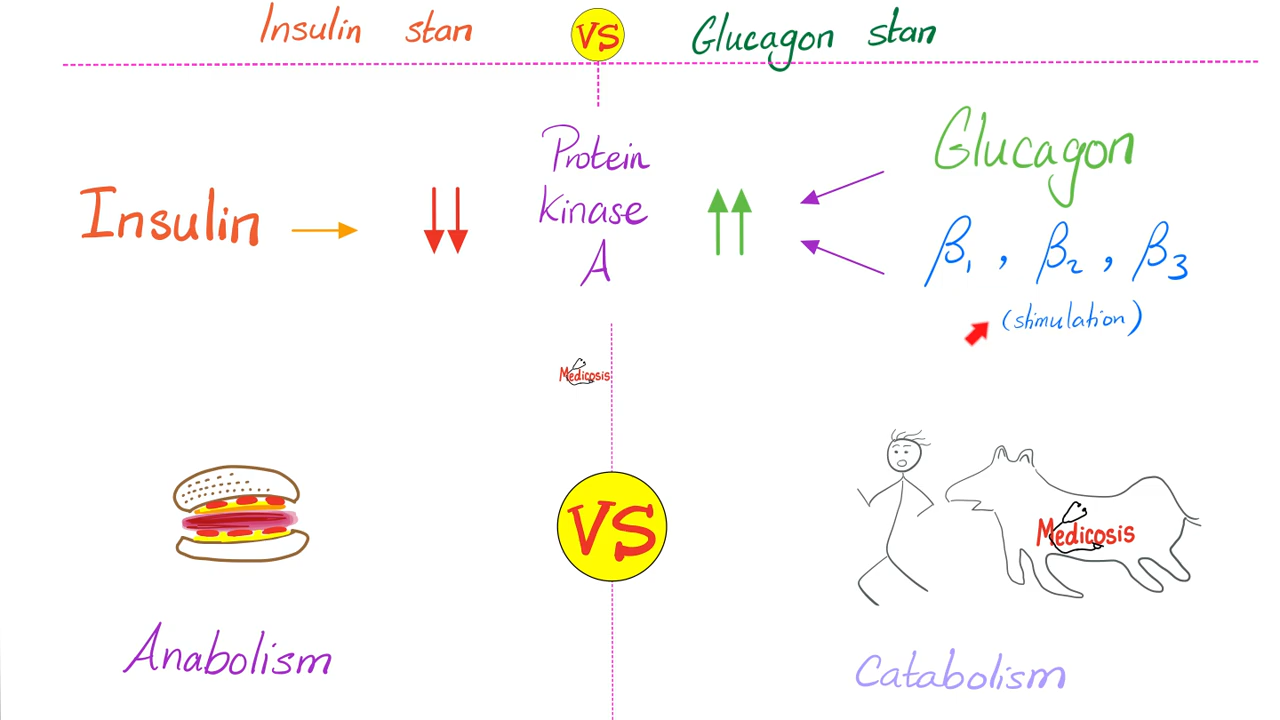 Insulin stan VS Glucagon stan
Insulin
Protein
kinase
A
Glucagon
β1, β2, β3
(stimulation)
Medicosis
VS
Medicosis
Anabolism
Catabolism